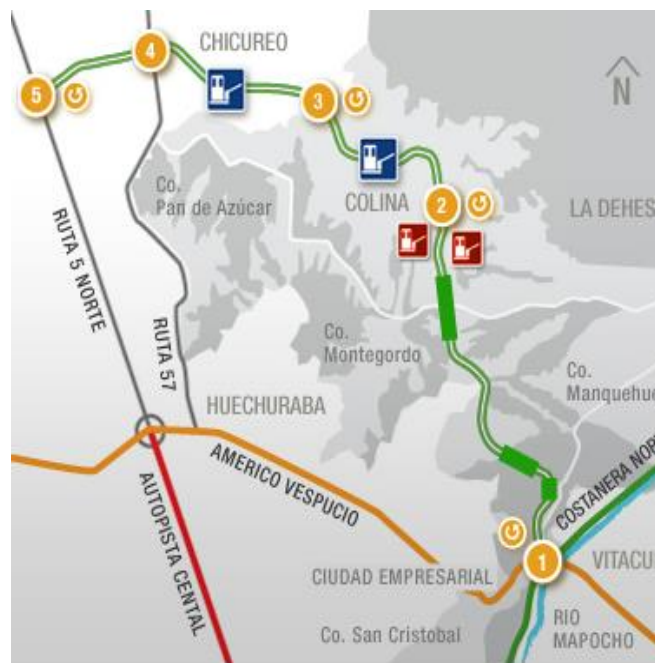 CHICUREO
4
5
3
N
Co.
Pan de Azúcar
COLINA
2
LA DEHES
RUTA 5 NORTE
RUTA 57
Co.
Montegordo
Co.
Manquehue
HUECHURABA
AMERICO VESPUCIO
COSTANERA NOR
AUTOPISTA CENTAL
1
VITACU
CIUDAD EMPRESARIAL
RIO
MAPOCHO
Co. San Cristobal